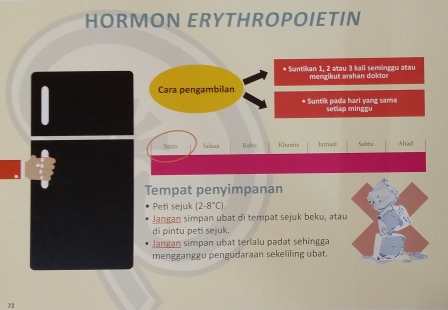 HORMON ERYTHROPOIETIN
Cara pengambilan
• Suntikan 1, 2 atau 3 kali seminggu atau
mengikut arahan doktor
• Suntik pada hari yang sama
setiap minggu
Isnin Selasa Rabu Khamis Jumaat Sabtu Ahad
Tempat penyimpanan
• Peti sejuk (2-8°C).
• Jangan simpan ubat di tempat sejuk beku, atau
di pintu peti sejuk.
• Jangan simpan ubat terlalu padat sehingga
mengganggu pengudaraan sekeliling ubat.
72